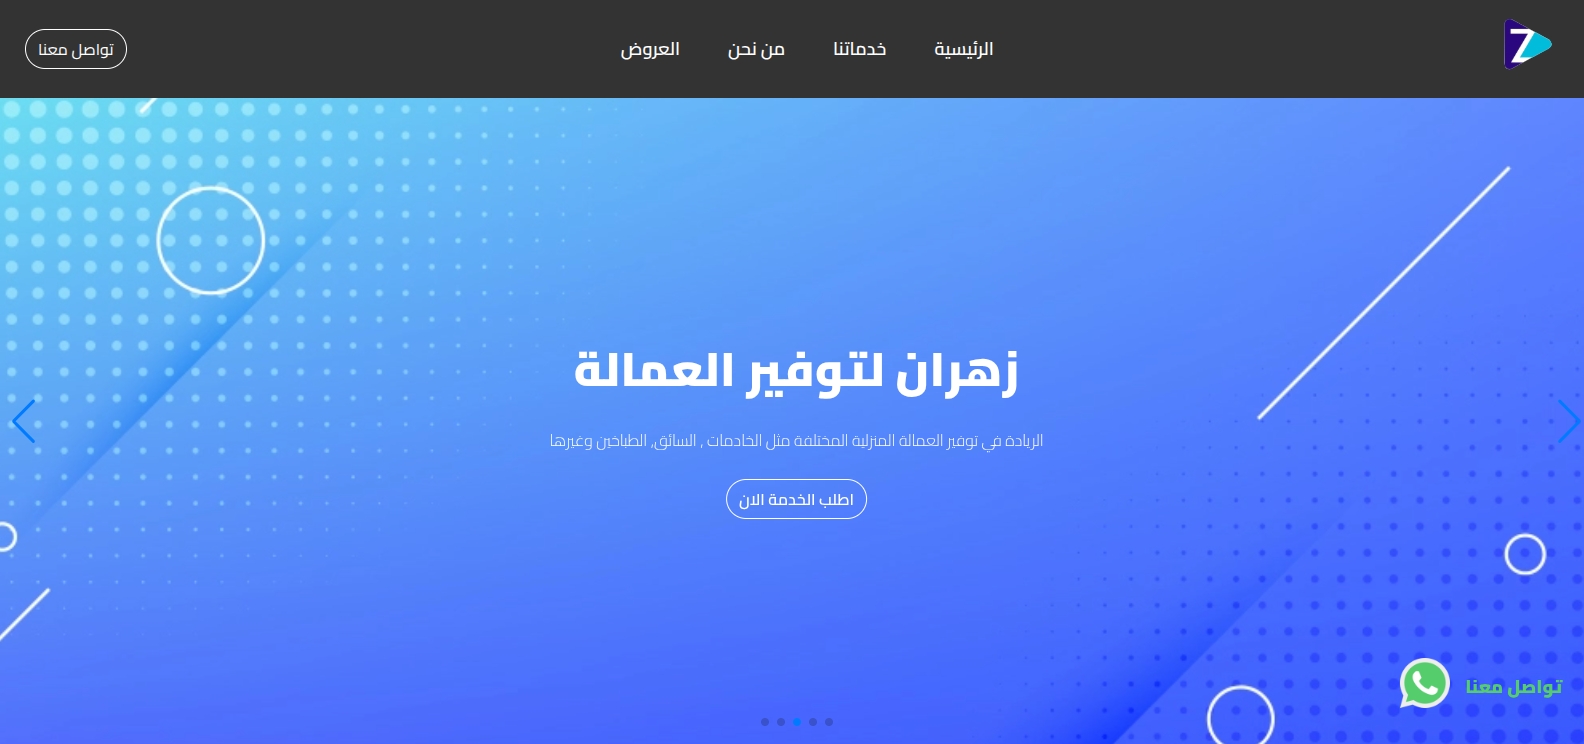 الرئيسية
خدماتنا
من نحن
العروض
تواصل معنا
زهران لتوفير العمالة
الريادة في توفير العمالة المنزلية المختلفة مثل الخادمات , السائق, الطباخين وغيرها
اطلب الخدمة الان
تواصل معنا